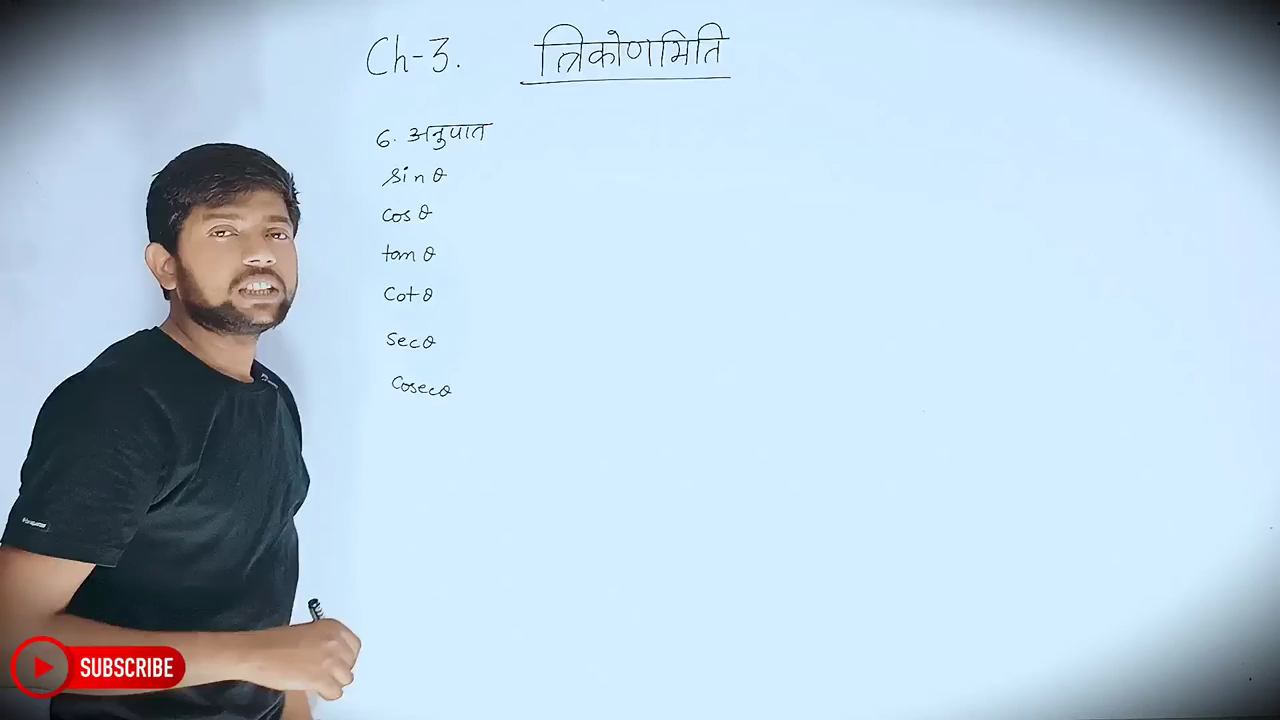 Ch-3. त्रिकोणमिति
6. अनुपात
sin θ
cos θ
tan θ
cot θ
sec θ
cosec θ
SUBSCRIBE